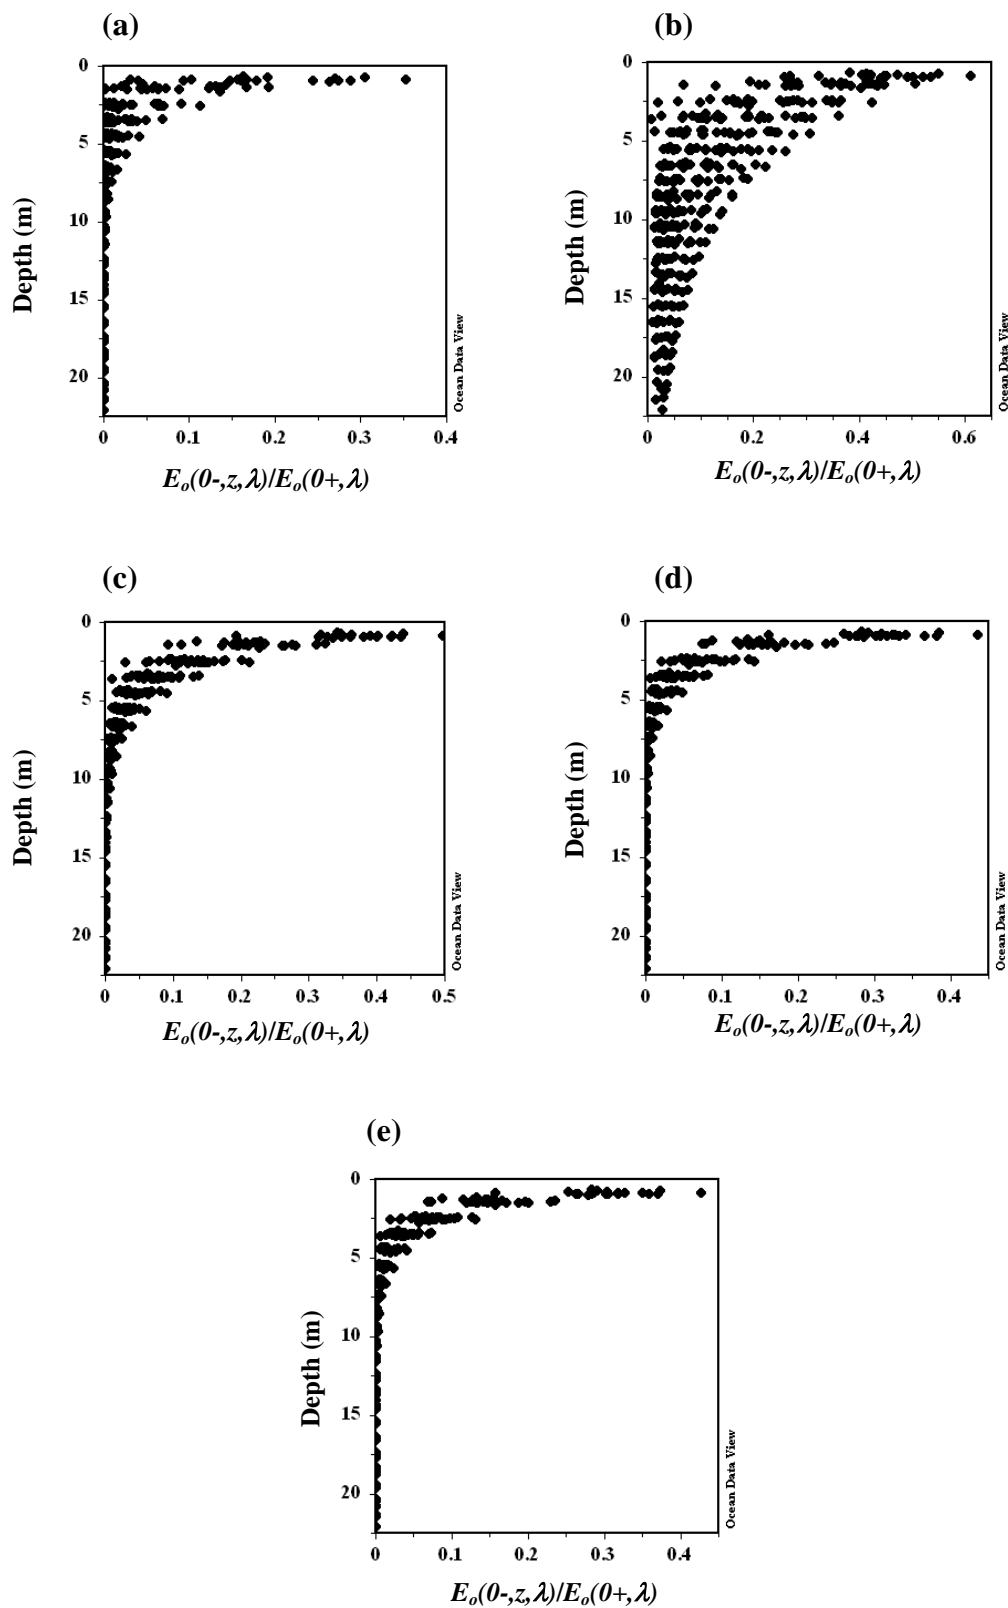 (a)
0
5
10
15
20
Depth (m)
0 0.1 0.2 0.3 0.4
Ocean Data View
Eₒ(0-,z,λ)/Eₒ(0+,λ)
(b)
0
5
10
15
20
Depth (m)
0 0.2 0.4 0.6
Ocean Data View
Eₒ(0-,z,λ)/Eₒ(0+,λ)
(c)
0
5
10
15
20
Depth (m)
0 0.1 0.2 0.3 0.4 0.5
Ocean Data View
Eₒ(0-,z,λ)/Eₒ(0+,λ)
(d)
0
5
10
15
20
Depth (m)
0 0.1 0.2 0.3 0.4
Ocean Data View
Eₒ(0-,z,λ)/Eₒ(0+,λ)
(e)
0
5
10
15
20
Depth (m)
0 0.1 0.2 0.3 0.4
Ocean Data View
Eₒ(0-,z,λ)/Eₒ(0+,λ)